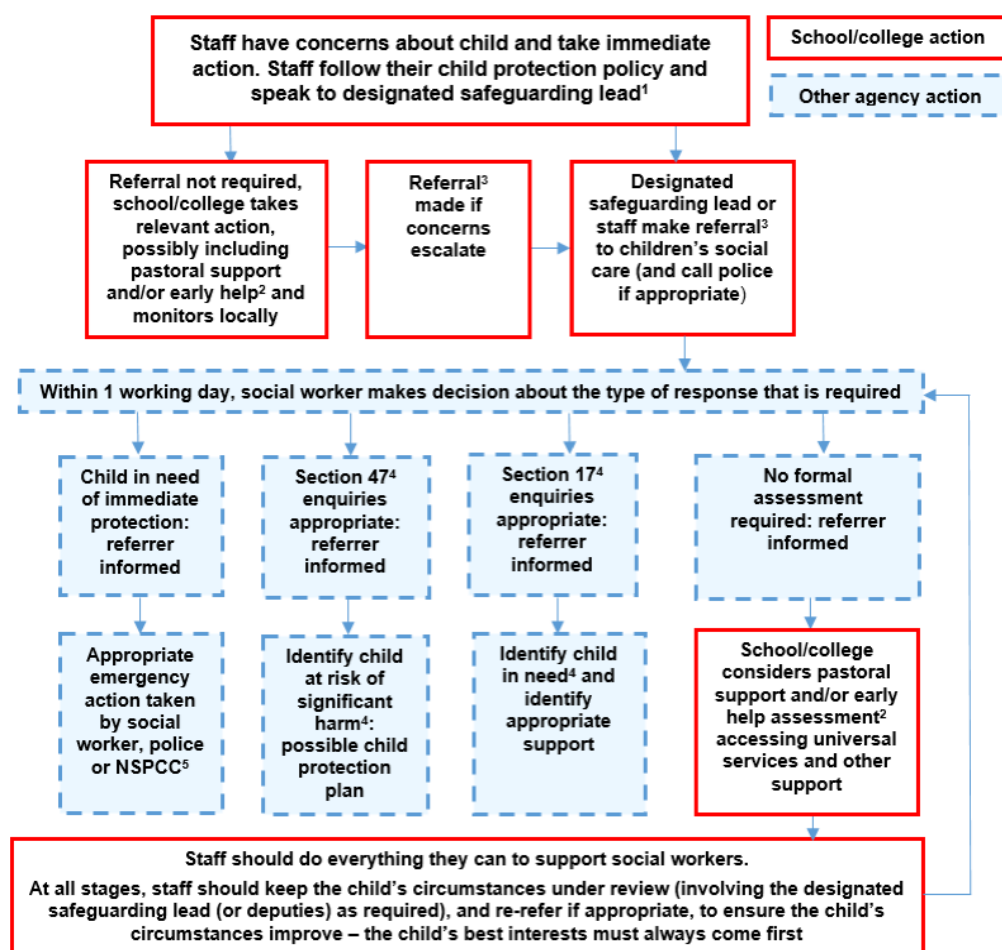 Staff have concerns about child and take immediate
action. Staff follow their child protection policy and
speak to designated safeguarding lead¹
School/college action
Other agency action
Referral not required,
school/college takes
relevant action,
possibly including
pastoral support
and/or early help² and
monitors locally
Referral³
made if
concerns
escalate
Designated
safeguarding lead or
staff make referral³
to children’s social
care (and call police
if appropriate)
Within 1 working day, social worker makes decision about the type of response that is required
Child in need
of immediate
protection:
referrer
informed
Section 47⁴
enquiries
appropriate:
referrer
informed
Section 17⁴
enquiries
appropriate:
referrer
informed
No formal
assessment
required: referrer
informed
Appropriate
emergency
action taken
by social
worker, police
or NSPCC⁵
Identify child
at risk of
significant
harm⁴:
possible child
protection
plan
Identify child
in need⁴ and
identify
appropriate
support
School/college
considers pastoral
support and/or early
help assessment²
accessing universal
services and other
support
Staff should do everything they can to support social workers.
At all stages, staff should keep the child’s circumstances under review (involving the designated
safeguarding lead (or deputies) as required), and re-refer if appropriate, to ensure the child’s
circumstances improve – the child’s best interests must always come first